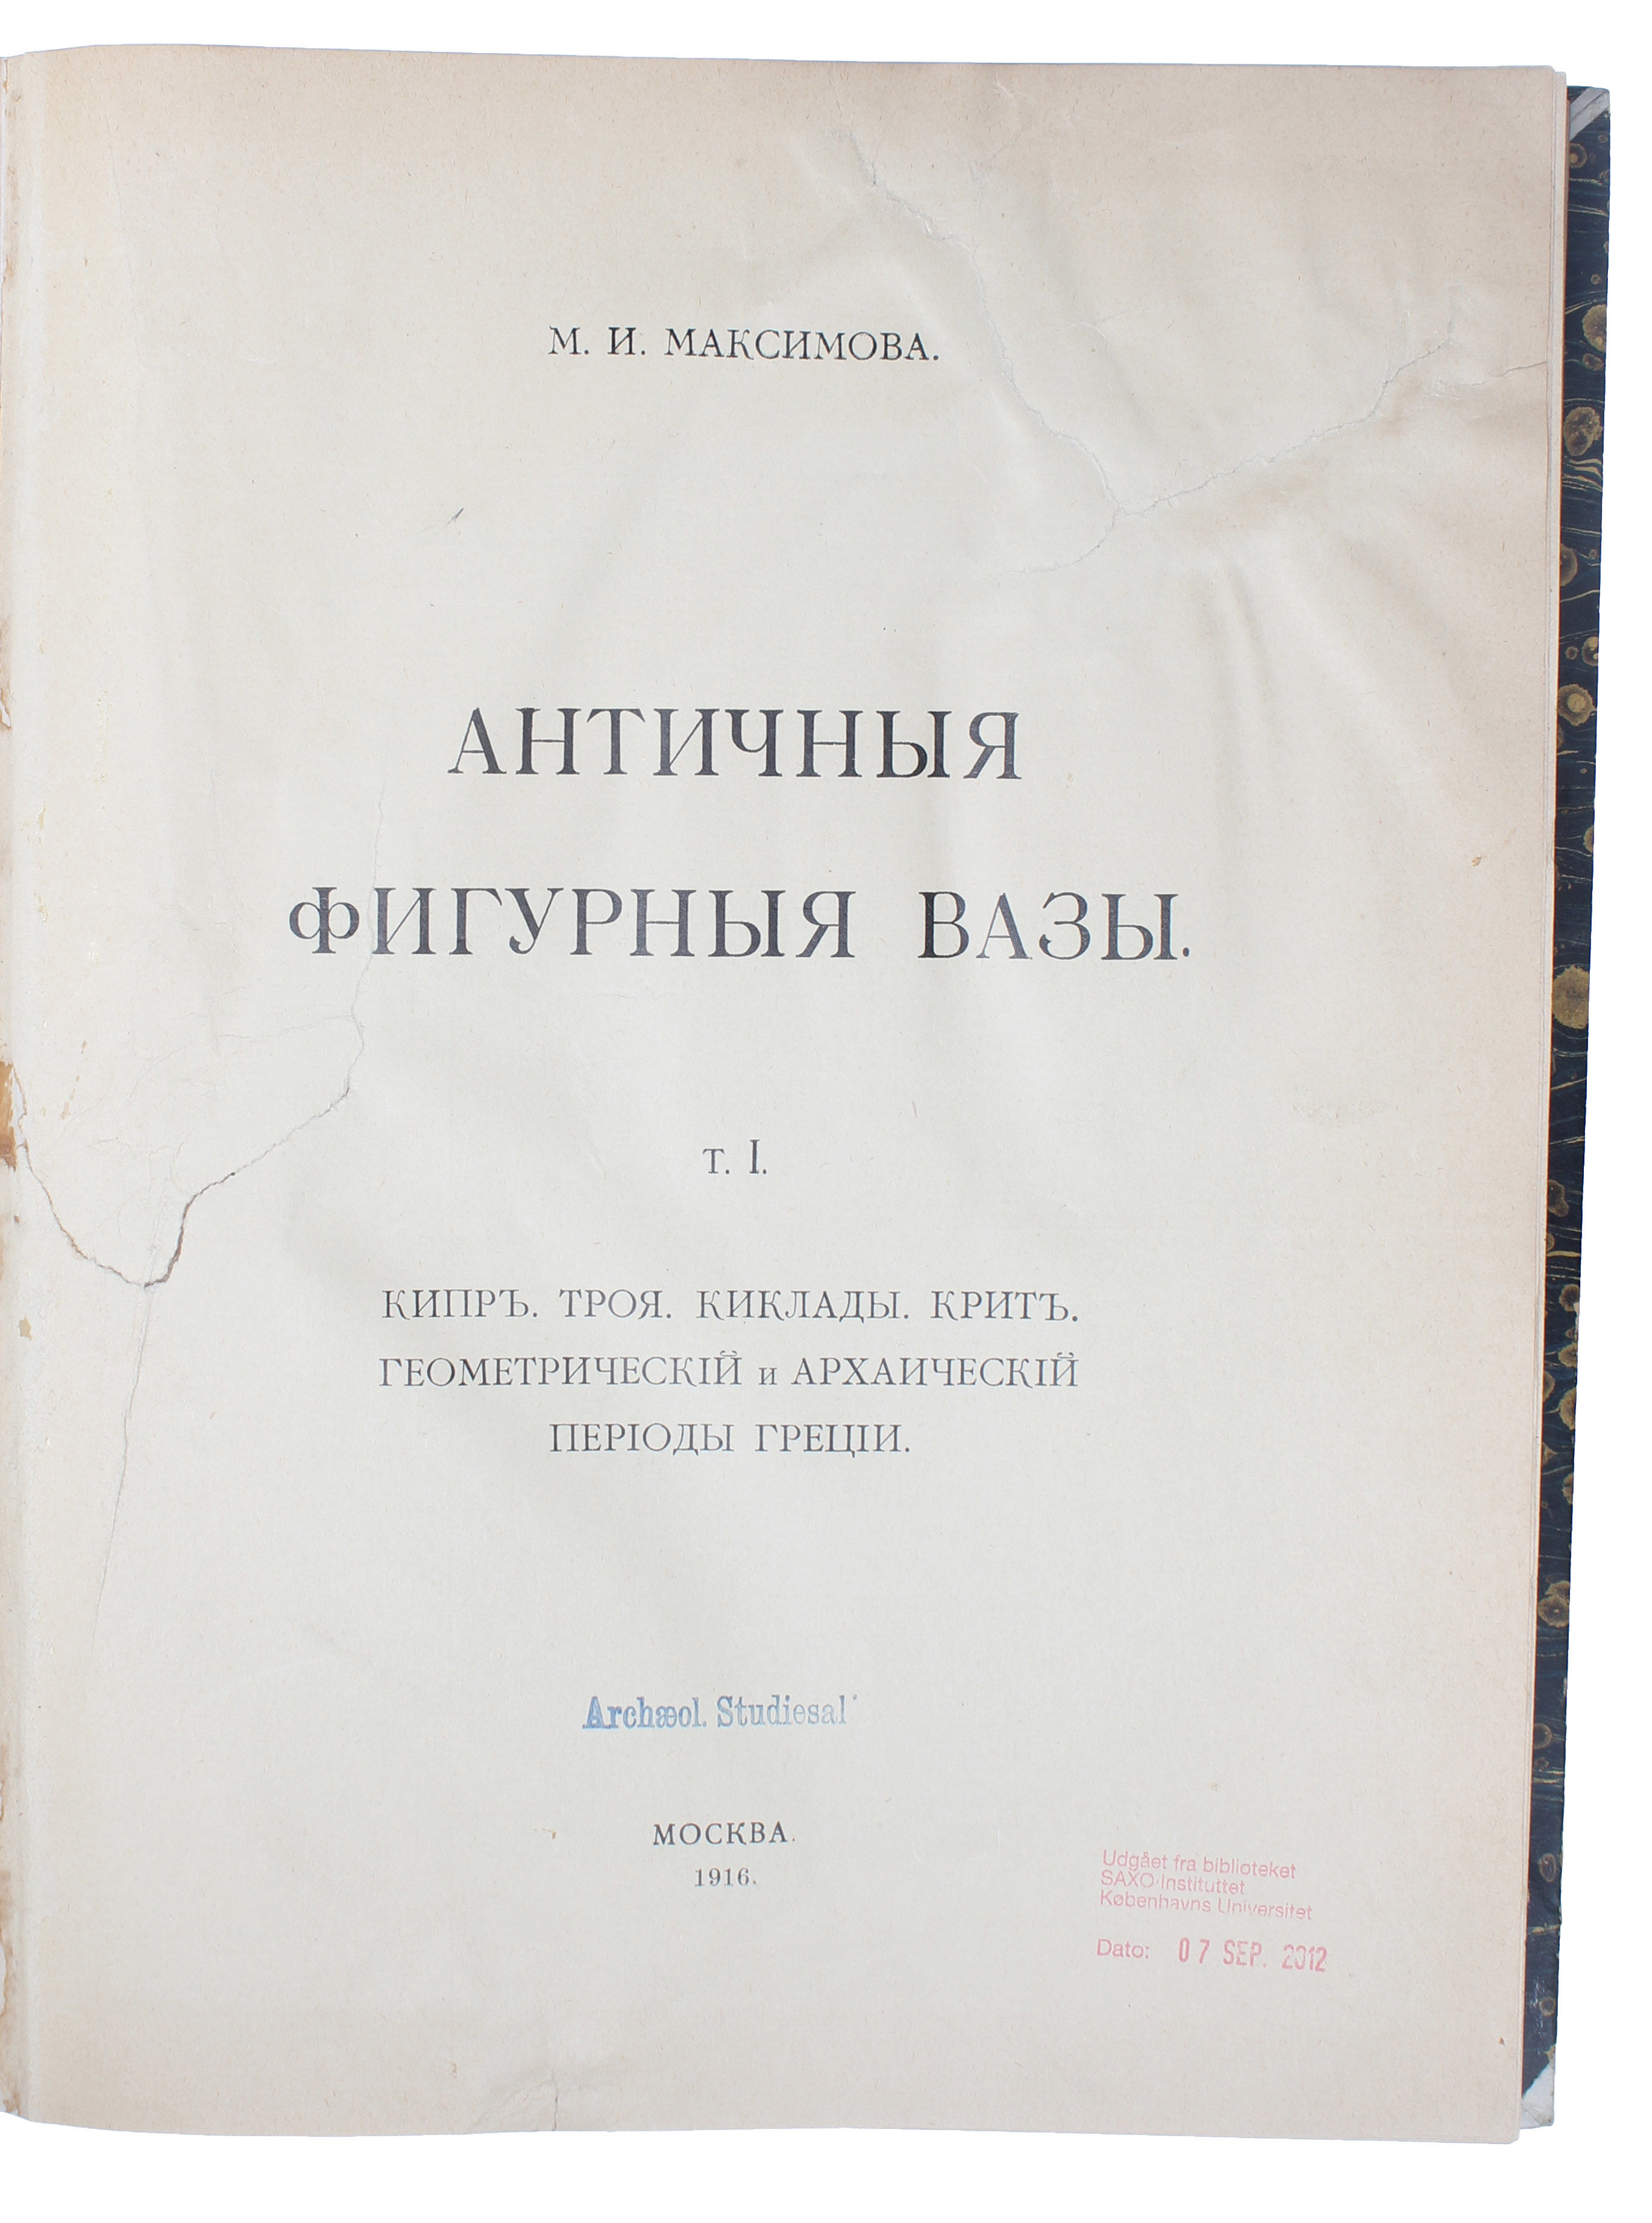 М. И. МАКСИМОВА.
АНТИЧНЫЯ
ФИГУРНЫЯ ВАЗЫ.
Т. I.
КИПРЪ. ТРОЯ. КИКЛАДЫ. КРИТЪ.
ГЕОМЕТРИЧЕСКІЙ и АРХАИЧЕСКІЙ
ПЕРІОДЫ ГРЕЦІИ.
Archæol. Studiesal
МОСКВА.
1916.
Udgået fra biblioteket
SAXO-Instituttet
Københavns Universitet
Dato: 07 SEP. 2012